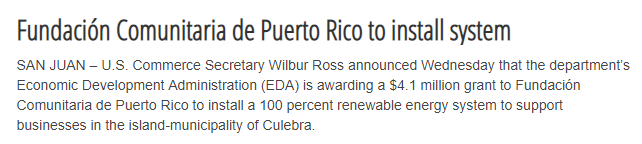 Fundación Comunitaria de Puerto Rico to install system
SAN JUAN – U.S. Commerce Secretary Wilbur Ross announced Wednesday that the department's
Economic Development Administration (EDA) is awarding a $4.1 million grant to Fundación
Comunitaria de Puerto Rico to install a 100 percent renewable energy system to support
businesses in the island-municipality of Culebra.